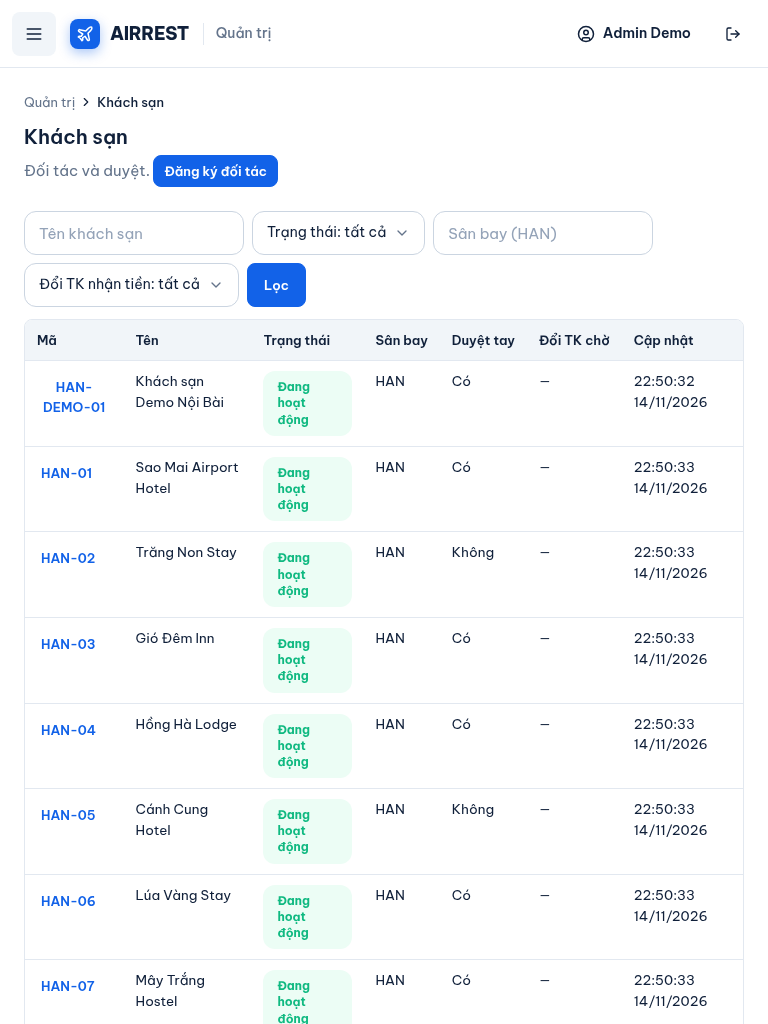 AIRREST Quản trị Admin Demo
Quản trị > Khách sạn
Khách sạn
Đối tác và duyệt. Đăng ký đối tác
Tên khách sạn Trạng thái: tất cả Sân bay (HAN)
Đổi TK nhận tiền: tất cả Lọc
Mã Tên Trạng thái Sân bay Duyệt tay Đổi TK chờ Cập nhật
HAN-DEMO-01 Khách sạn Demo Nội Bài Đang hoạt động HAN Có — 22:50:32 14/11/2026
HAN-01 Sao Mai Airport Hotel Đang hoạt động HAN Có — 22:50:33 14/11/2026
HAN-02 Trăng Non Stay Đang hoạt động HAN Không — 22:50:33 14/11/2026
HAN-03 Gió Đêm Inn Đang hoạt động HAN Có — 22:50:33 14/11/2026
HAN-04 Hồng Hà Lodge Đang hoạt động HAN Có — 22:50:33 14/11/2026
HAN-05 Cánh Cung Hotel Đang hoạt động HAN Không — 22:50:33 14/11/2026
HAN-06 Lúa Vàng Stay Đang hoạt động HAN Có — 22:50:33 14/11/2026
HAN-07 Mây Trắng Hostel Đang hoạt động HAN Có — 22:50:33 14/11/2026